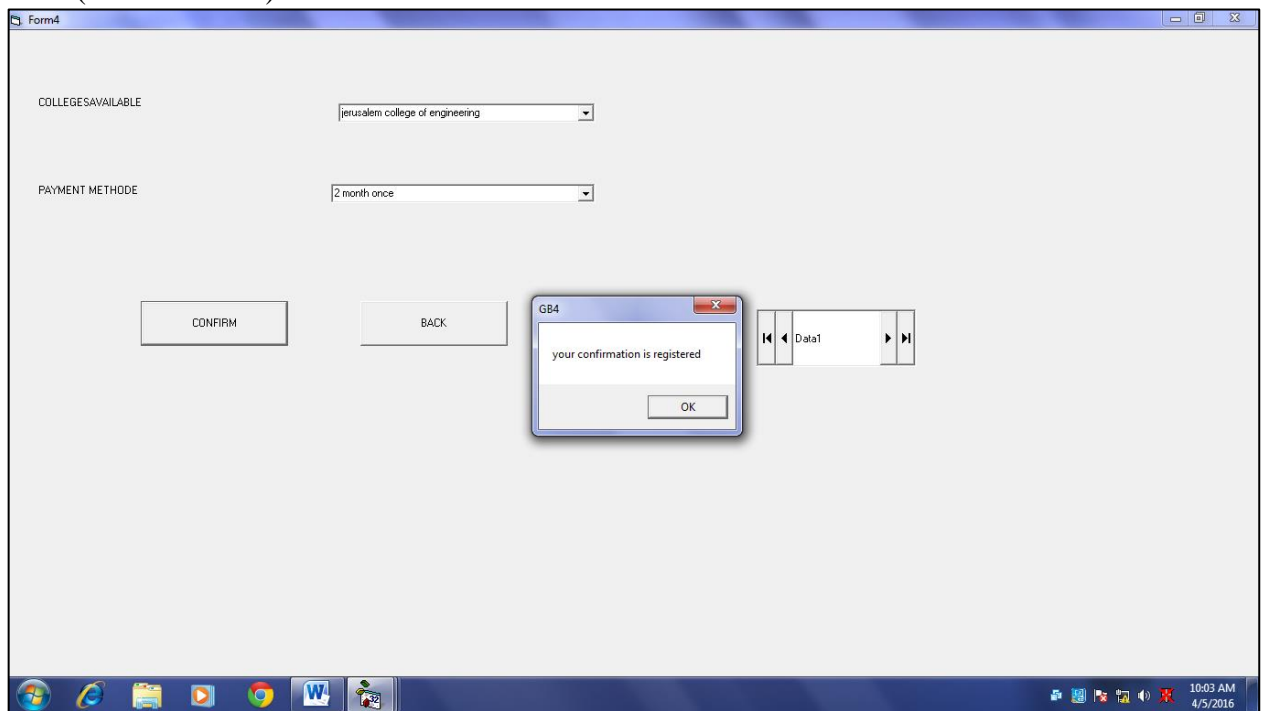 Form4
COLLEGESAVAILABLE
jerusalem college of engineering
PAYMENT METHODE
2 month once
CONFIRM
BACK
GB4
your confirmation is registered
OK
Data1
10:03 AM
4/5/2016